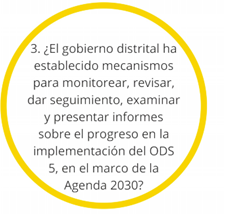 3. ¿El gobierno distrital ha
establecido mecanismos
para monitorear, revisar,
dar seguimiento, examinar
y presentar informes
sobre el progreso en la
implementación del ODS
5, en el marco de la
Agenda 2030?